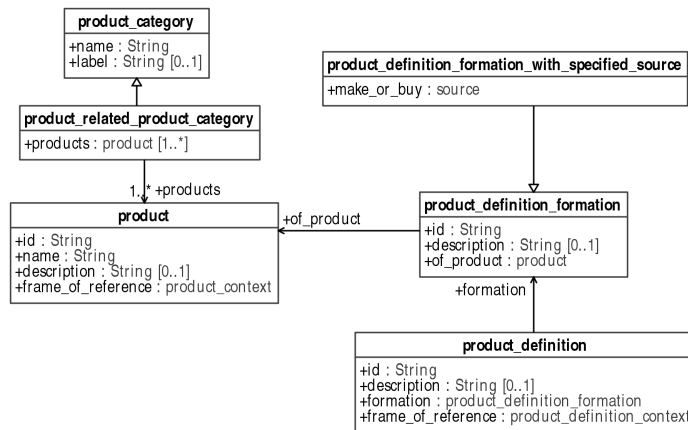 product_category
+name : String
+label : String [0..1]
product_definition_formation_with_specified_source
+make_or_buy : source
product_related_product_category
+products : product [1..*]
1..* +products
product
+id : String
+name : String
+description : String [0..1]
+frame_of_reference : product_context
+of_product
product_definition_formation
+id : String
+description : String [0..1]
+of_product : product
+formation
product_definition
+id : String
+description : String [0..1]
+formation : product_definition_formation
+frame_of_reference : product_definition_context